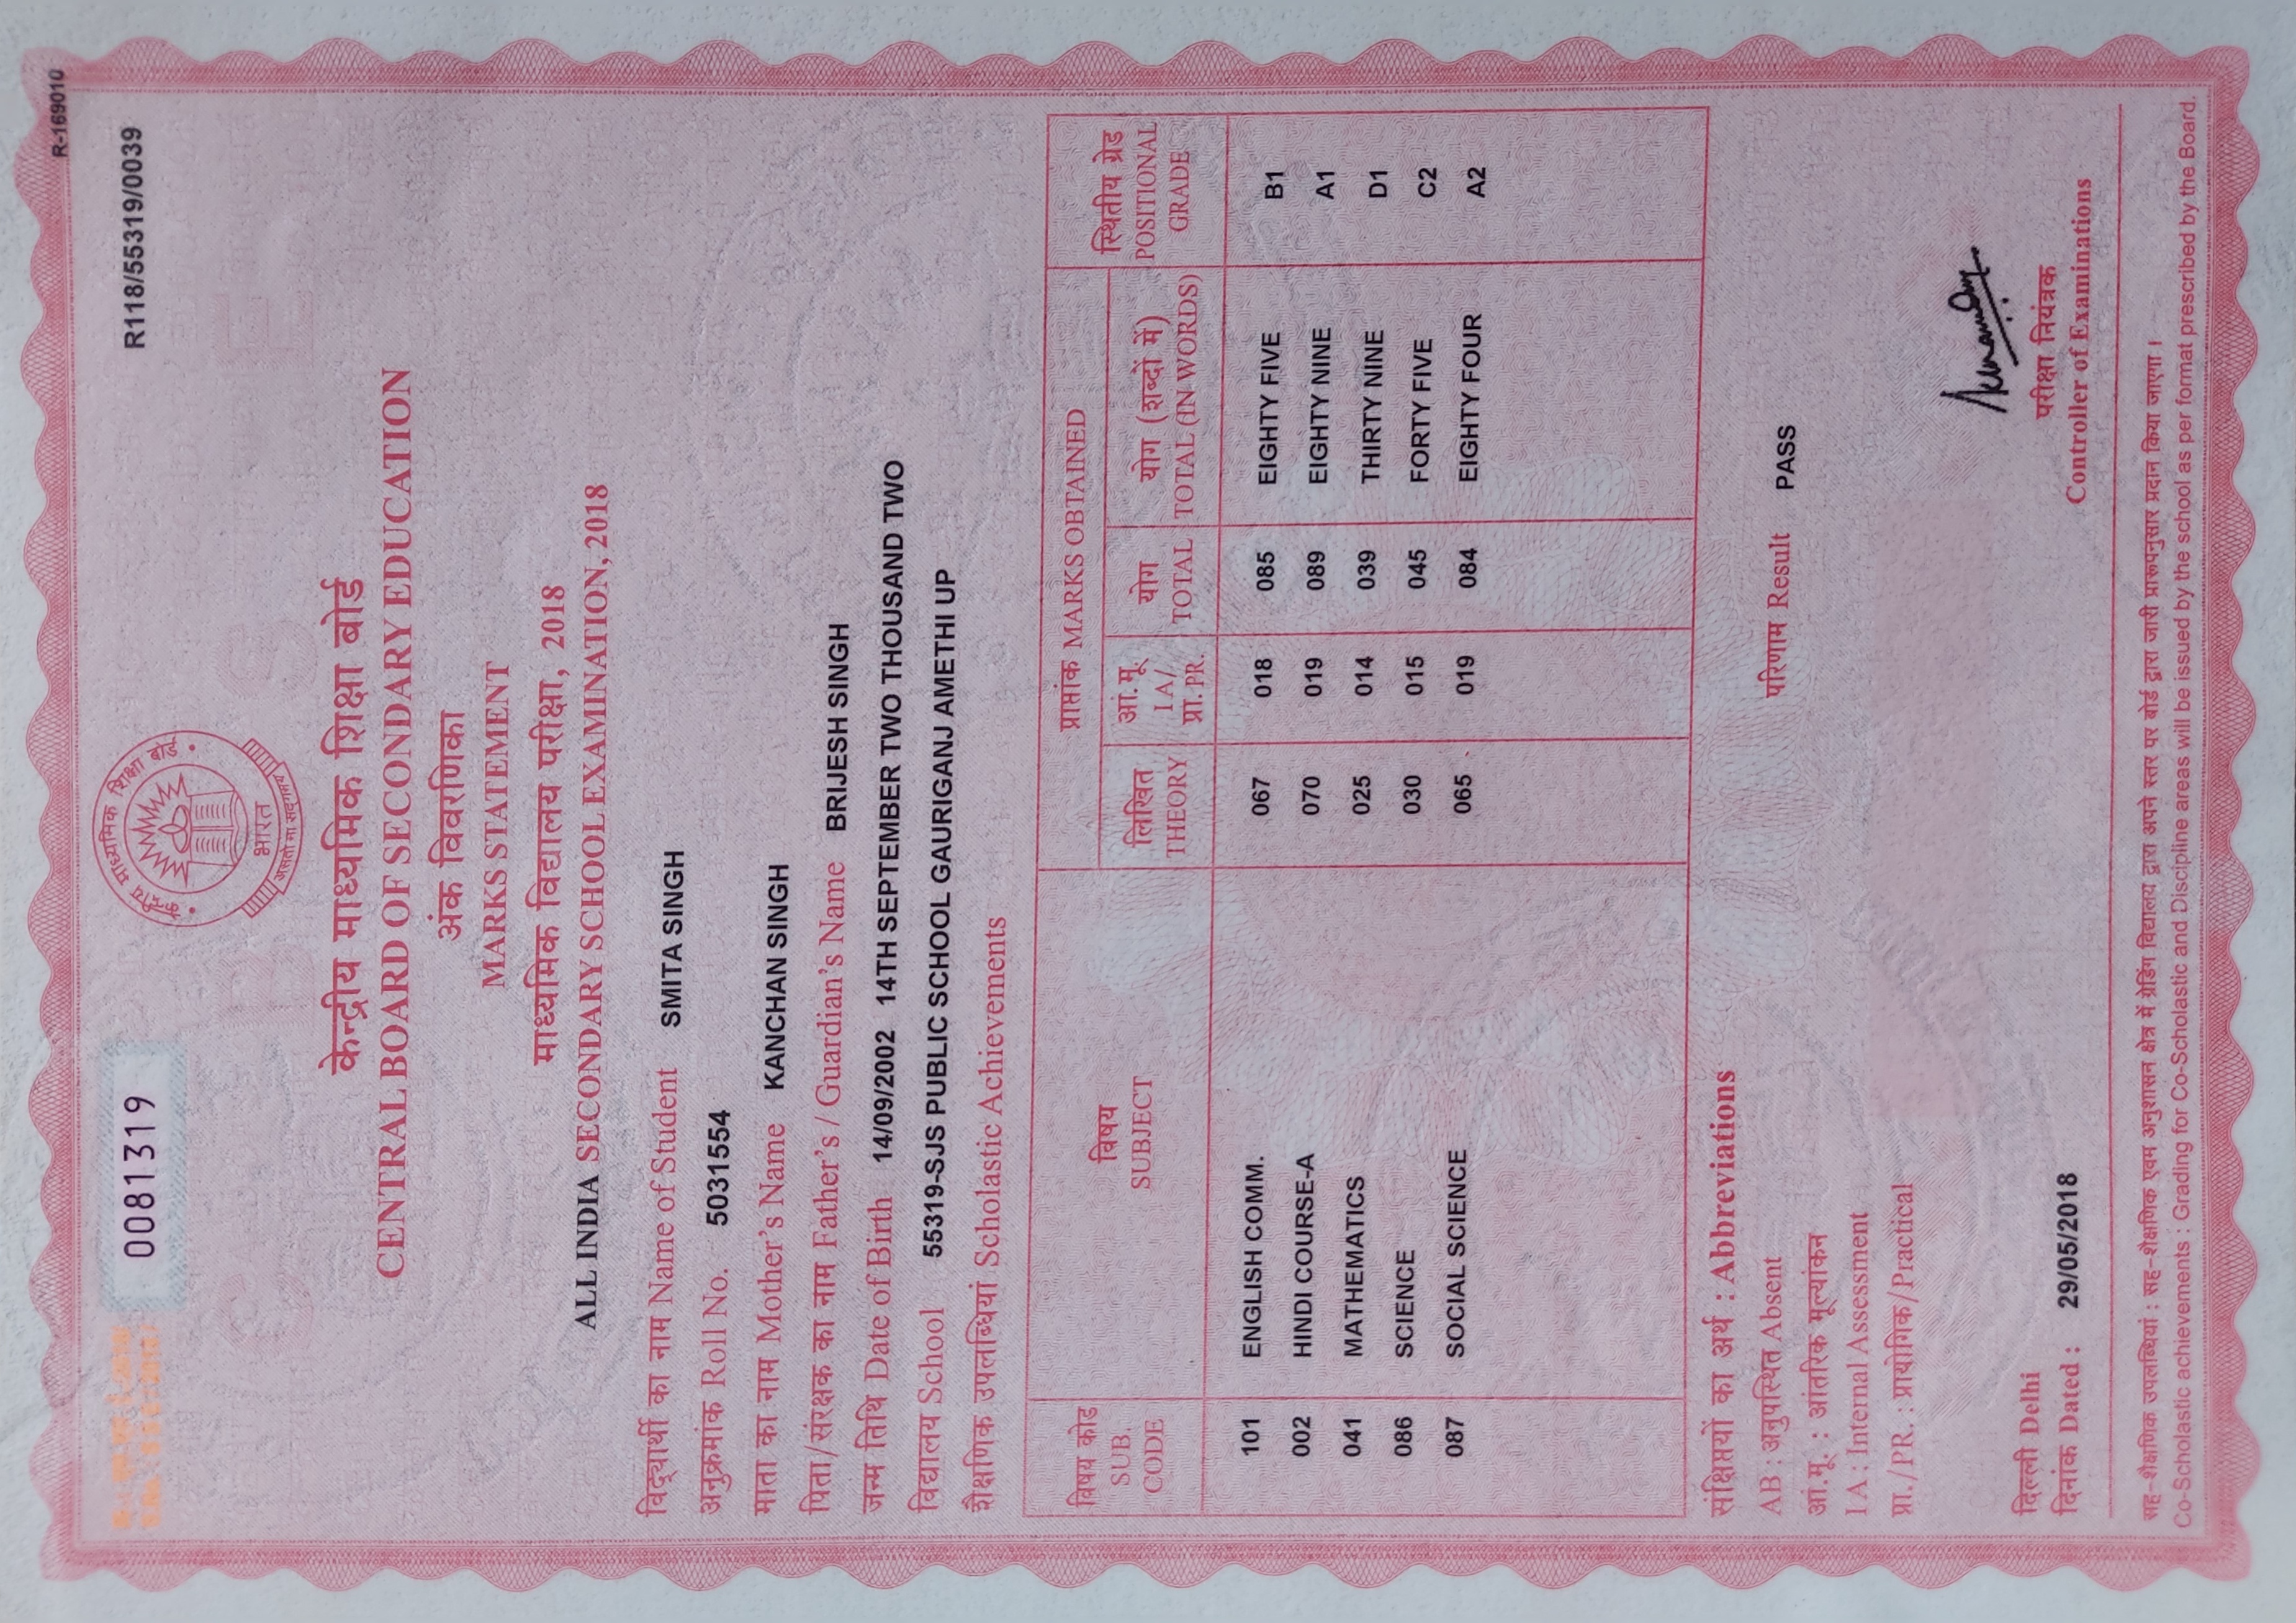 R-169010
0081319
R118/55319/0039
केन्द्रीय माध्यमिक शिक्षा बोर्ड
भारत
असतो मा सद्गमय
केन्द्रीय माध्यमिक शिक्षा बोर्ड
CENTRAL BOARD OF SECONDARY EDUCATION
अंक विवरणिका
MARKS STATEMENT
माध्यमिक विद्यालय परीक्षा, 2018
ALL INDIA SECONDARY SCHOOL EXAMINATION, 2018
विद्यार्थी का नाम Name of Student SMITA SINGH
अनुक्रमांक Roll No. 5031554
माता का नाम Mother's Name KANCHAN SINGH
पिता/संरक्षक का नाम Father's / Guardian's Name BRIJESH SINGH
जन्म तिथि Date of Birth 14/09/2002 14TH SEPTEMBER TWO THOUSAND TWO
विद्यालय School 55319-SJS PUBLIC SCHOOL GAURIGANJ AMETHI UP
शैक्षणिक उपलब्धियां Scholastic Achievements
विषय कोड SUB. CODE विषय SUBJECT प्राप्तांक MARKS OBTAINED स्थितीय ग्रेड POSITIONAL GRADE
लिखित THEORY आं.मू. I A/ प्रा. PR. योग TOTAL योग (शब्दों में) TOTAL (IN WORDS)
101 ENGLISH COMM. 067 018 085 EIGHTY FIVE B1
002 HINDI COURSE-A 070 019 089 EIGHTY NINE A1
041 MATHEMATICS 025 014 039 THIRTY NINE D1
086 SCIENCE 030 015 045 FORTY FIVE C2
087 SOCIAL SCIENCE 065 019 084 EIGHTY FOUR A2
संक्षिप्तियों का अर्थ : Abbreviations
AB : अनुपस्थित Absent परिणाम Result PASS
आं.मू. : आंतरिक मूल्यांकन
I A : Internal Assessment
प्रा./PR. : प्रायोगिक/Practical
दिल्ली Delhi
दिनांक Dated : 29/05/2018
परीक्षा नियंत्रक
Controller of Examinations
सह-शैक्षणिक उपलब्धियां : सह-शैक्षणिक एवम अनुशासन क्षेत्र में ग्रेडिंग विद्यालय द्वारा अपने स्तर पर बोर्ड द्वारा जारी प्रारूपनुसार प्रदान किया जाएगा ।
Co-Scholastic achievements : Grading for Co-Scholastic and Discipline areas will be issued by the school as per format prescribed by the Board.